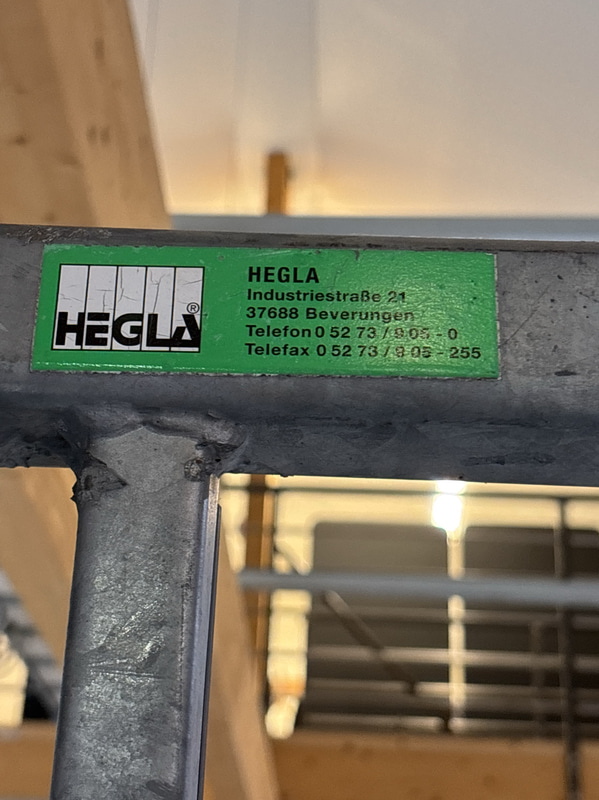 HEGLA®
HEGLA
Industriestraße 21
37688 Beverungen
Telefon 0 52 73 / 9 05 - 0
Telefax 0 52 73 / 9 05 - 255